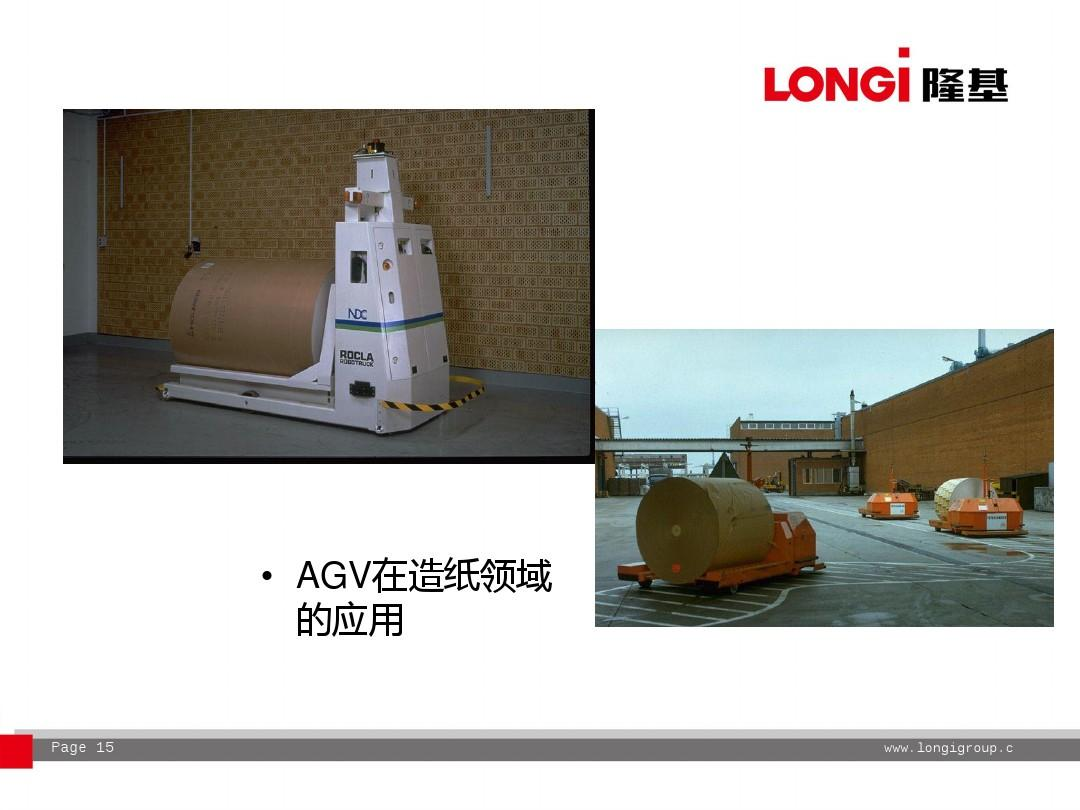 LONGi 隆基
NDC
ROCLA
ROBOTRUCK
• AGV在造纸领域
的应用
Page 15
www.longigroup.c